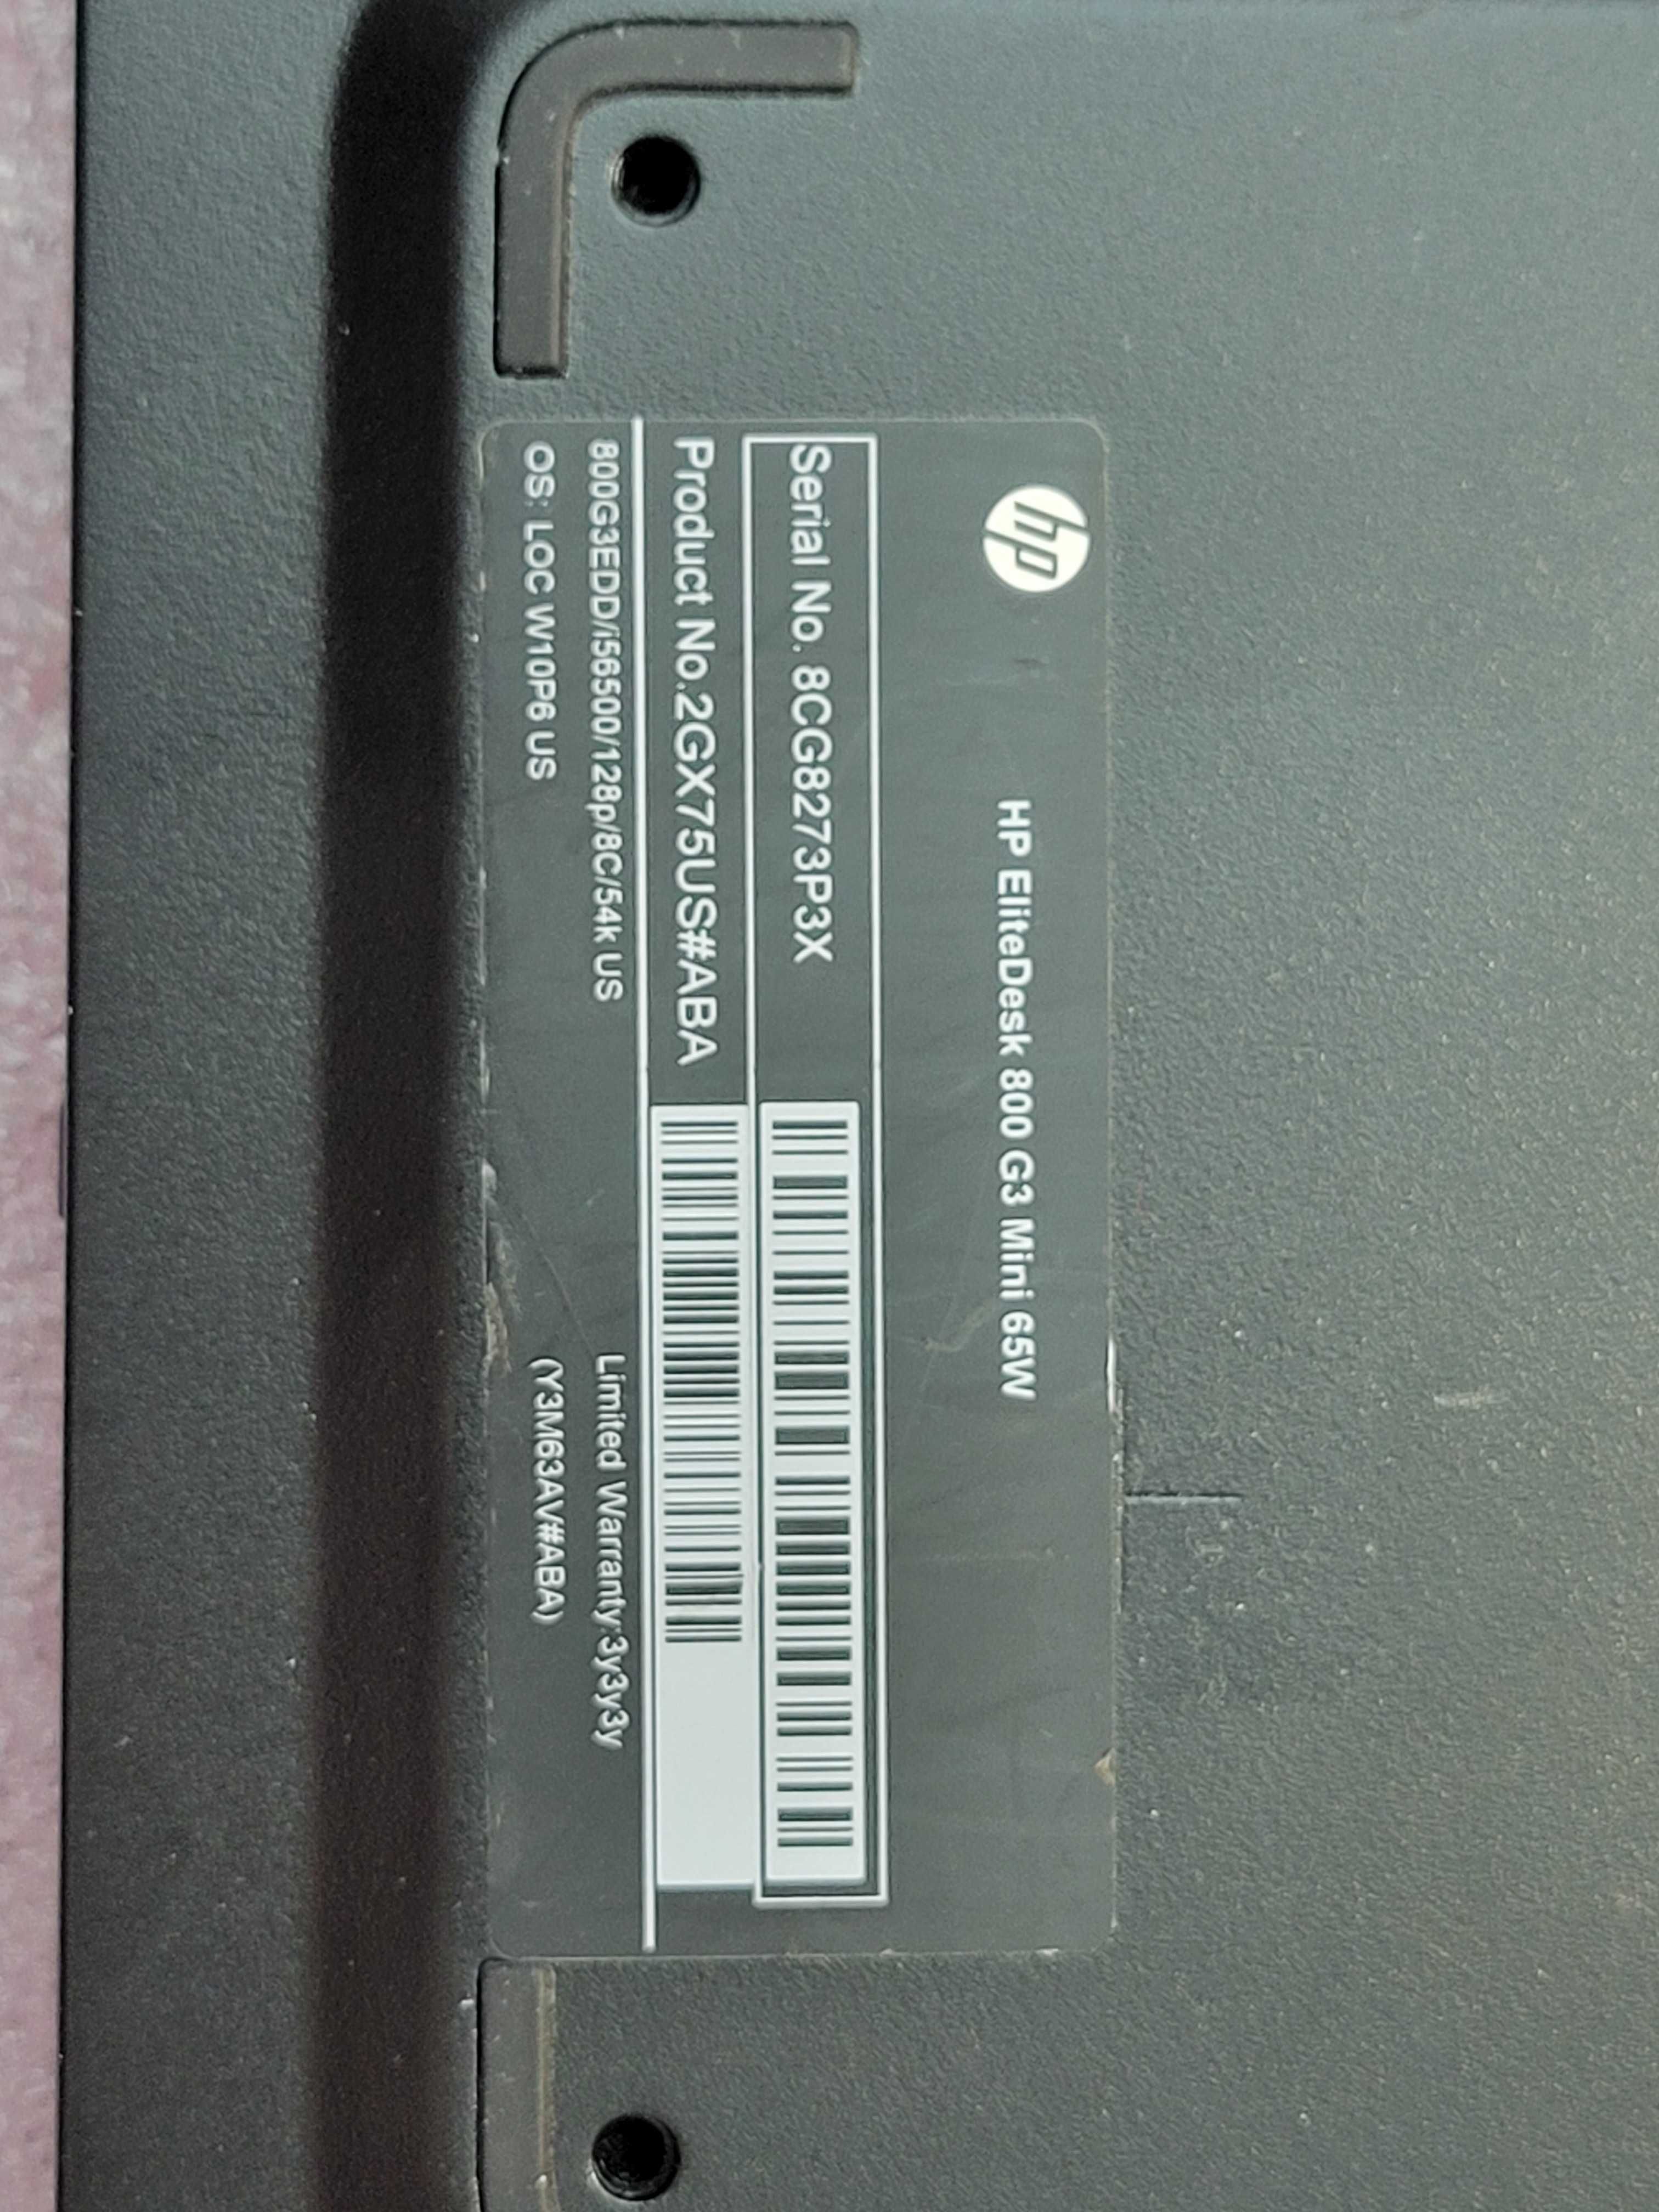 hp
HP EliteDesk 800 G3 Mini 65W
Serial No. 8CG8273P3X
Product No.2GX75US#ABA
800G3EDD/i56500/128p/8C/54k US
Limited Warranty:3y3y3y
OS: LOC W10P6 US
(Y3M63AV#ABA)